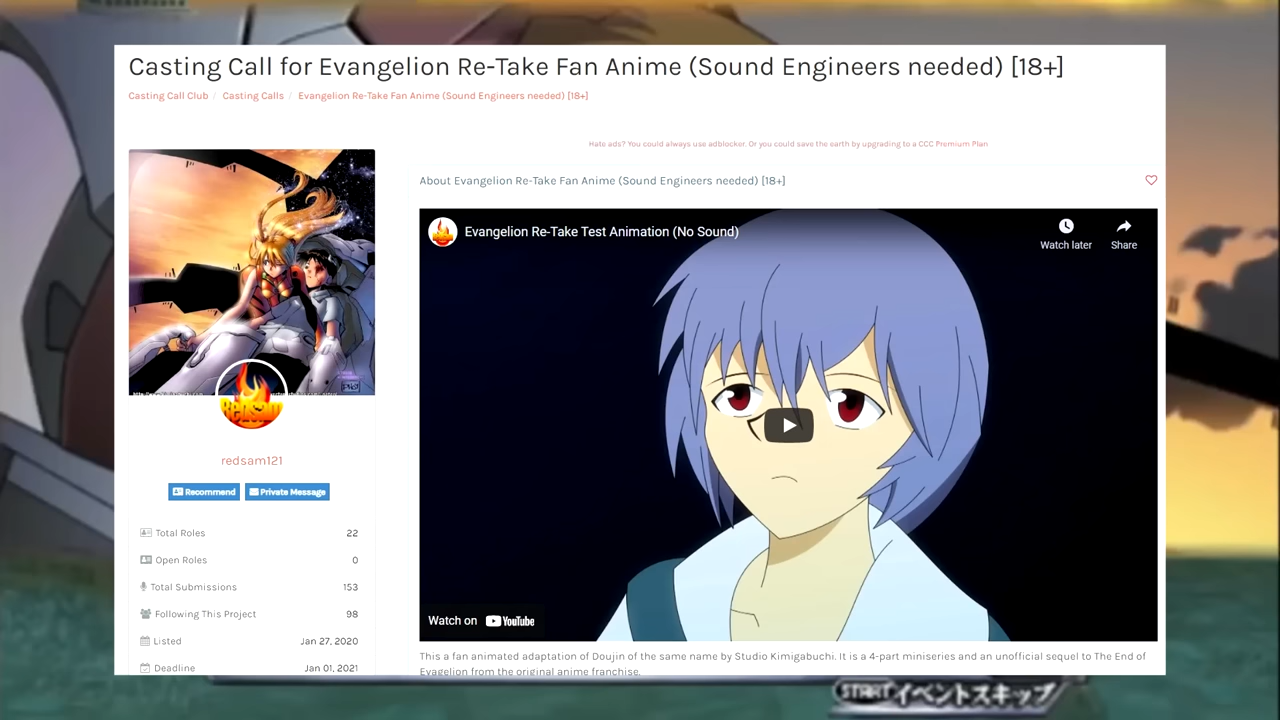 Casting Call for Evangelion Re-Take Fan Anime (Sound Engineers needed) [18+]
Casting Call Club / Casting Calls / Evangelion Re-Take Fan Anime (Sound Engineers needed) [18+]
Hate ads? You could always use adblocker. Or you could save the earth by upgrading to a CCC Premium Plan
About Evangelion Re-Take Fan Anime (Sound Engineers needed) [18+]
Evangelion Re-Take Test Animation (No Sound)
Watch later
Share
RedSam
redsam121
Recommend Private Message
Total Roles 22
Open Roles 0
Total Submissions 153
Following This Project 98
Listed Jan 27, 2020
Deadline Jan 01, 2021
Watch on YouTube
This a fan animated adaptation of Doujin of the same name by Studio Kimigabuchi. It is a 4-part miniseries and an unofficial sequel to The End of
Evagelion from the original anime franchise.
START イベントスキップ